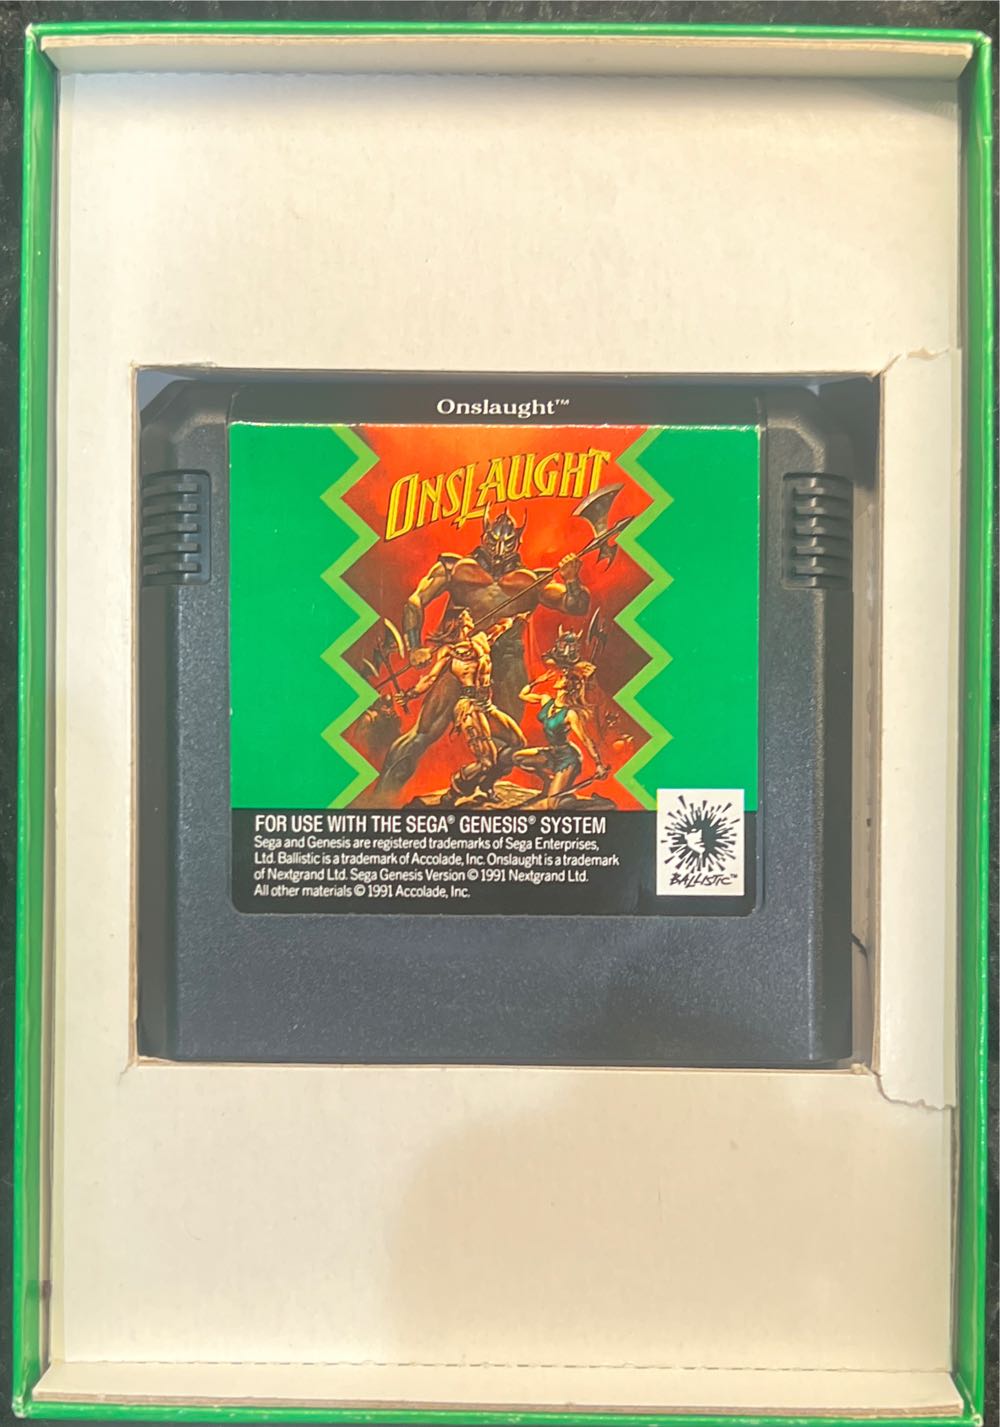 Onslaught™
ONSLAUGHT
FOR USE WITH THE SEGA® GENESIS® SYSTEM
Sega and Genesis are registered trademarks of Sega Enterprises,
Ltd. Ballistic is a trademark of Accolade, Inc. Onslaught is a trademark
of Nextgrand Ltd. Sega Genesis Version © 1991 Nextgrand Ltd.
All other materials © 1991 Accolade, Inc.
BALLISTIC™